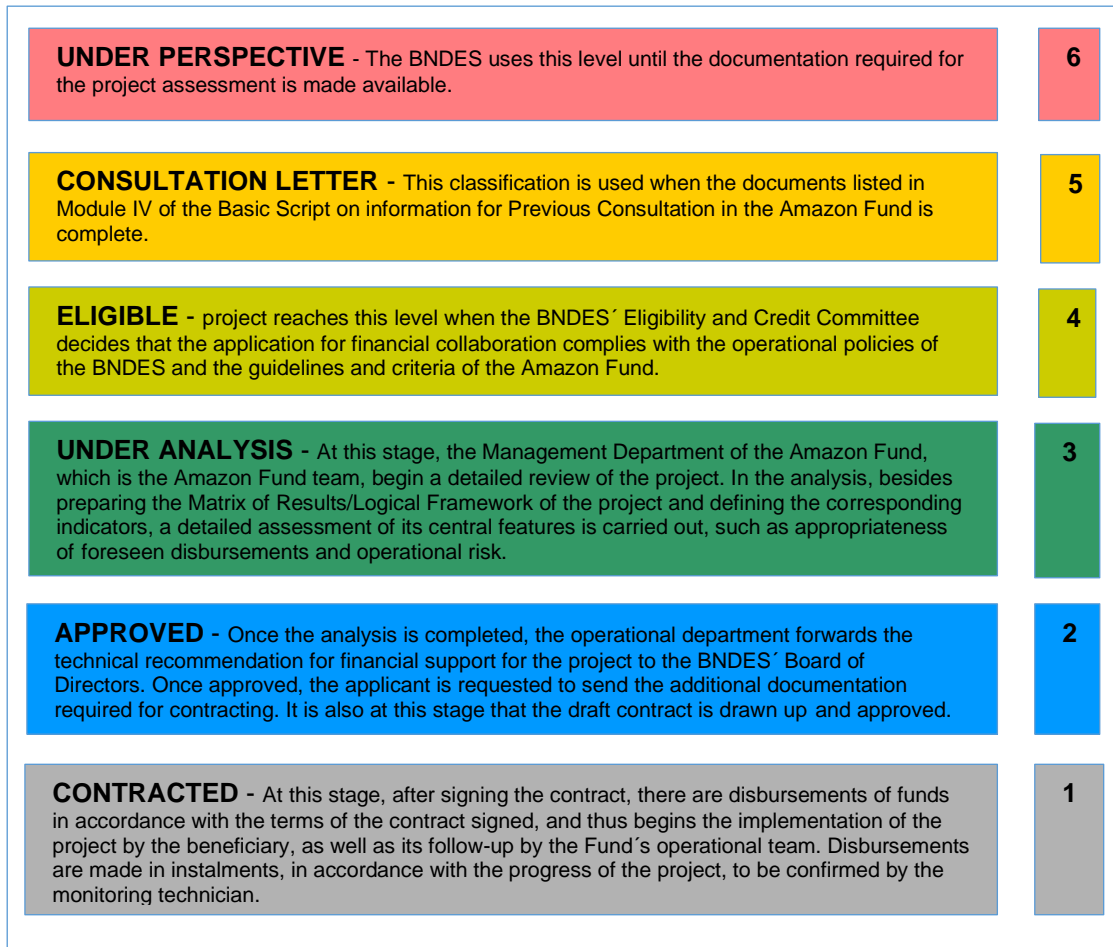 UNDER PERSPECTIVE - The BNDES uses this level until the documentation required for
the project assessment is made available.
6
CONSULTATION LETTER - This classification is used when the documents listed in
Module IV of the Basic Script on information for Previous Consultation in the Amazon Fund is
complete.
5
ELIGIBLE - project reaches this level when the BNDES´ Eligibility and Credit Committee
decides that the application for financial collaboration complies with the operational policies of
the BNDES and the guidelines and criteria of the Amazon Fund.
4
UNDER ANALYSIS - At this stage, the Management Department of the Amazon Fund,
which is the Amazon Fund team, begin a detailed review of the project. In the analysis, besides
preparing the Matrix of Results/Logical Framework of the project and defining the corresponding
indicators, a detailed assessment of its central features is carried out, such as appropriateness
of foreseen disbursements and operational risk.
3
APPROVED - Once the analysis is completed, the operational department forwards the
technical recommendation for financial support for the project to the BNDES´ Board of
Directors. Once approved, the applicant is requested to send the additional documentation
required for contracting. It is also at this stage that the draft contract is drawn up and approved.
2
CONTRACTED - At this stage, after signing the contract, there are disbursements of funds
in accordance with the terms of the contract signed, and thus begins the implementation of the
project by the beneficiary, as well as its follow-up by the Fund´s operational team. Disbursements
are made in instalments, in accordance with the progress of the project, to be confirmed by the
monitoring technician.
1